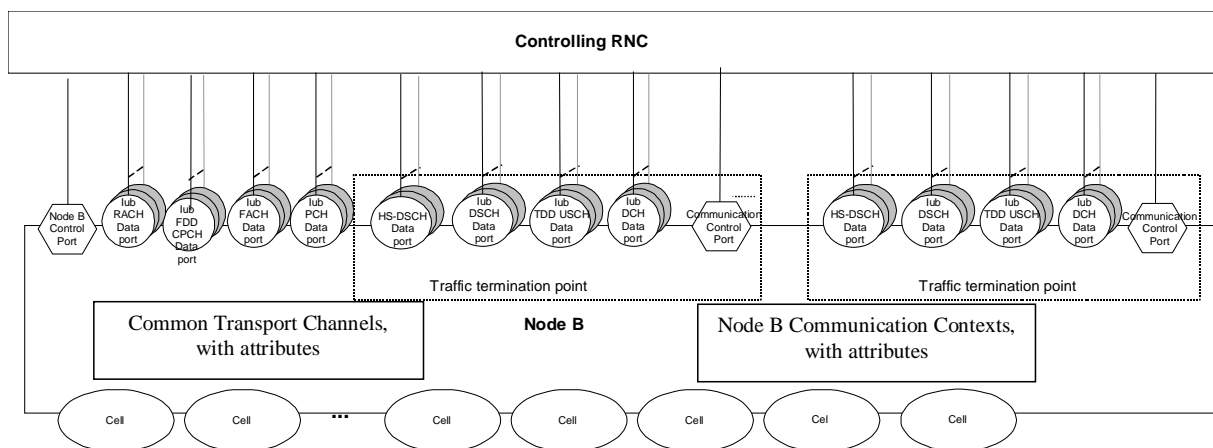 Controlling RNC
Node B
Control
Port
Iub
RACH
Data
port
Iub
FDD
CPCH
Data
port
Iub
FACH
Data
port
Iub
PCH
Data
port
HS-DSCH
Data
port
Iub
DSCH
Data
port
Iub
TDD USCH
Data
port
Iub
DCH
Data
port
Communication
Control
Port
HS-DSCH
Data
port
Iub
DSCH
Data
port
Iub
TDD USCH
Data
port
Iub
DCH
Data
port
Communication
Control
Port
Traffic termination point
Traffic termination point
Common Transport Channels,
with attributes
Node B
Node B Communication Contexts,
with attributes
Cell
Cell
...
Cell
Cell
Cell
Cel
Cell